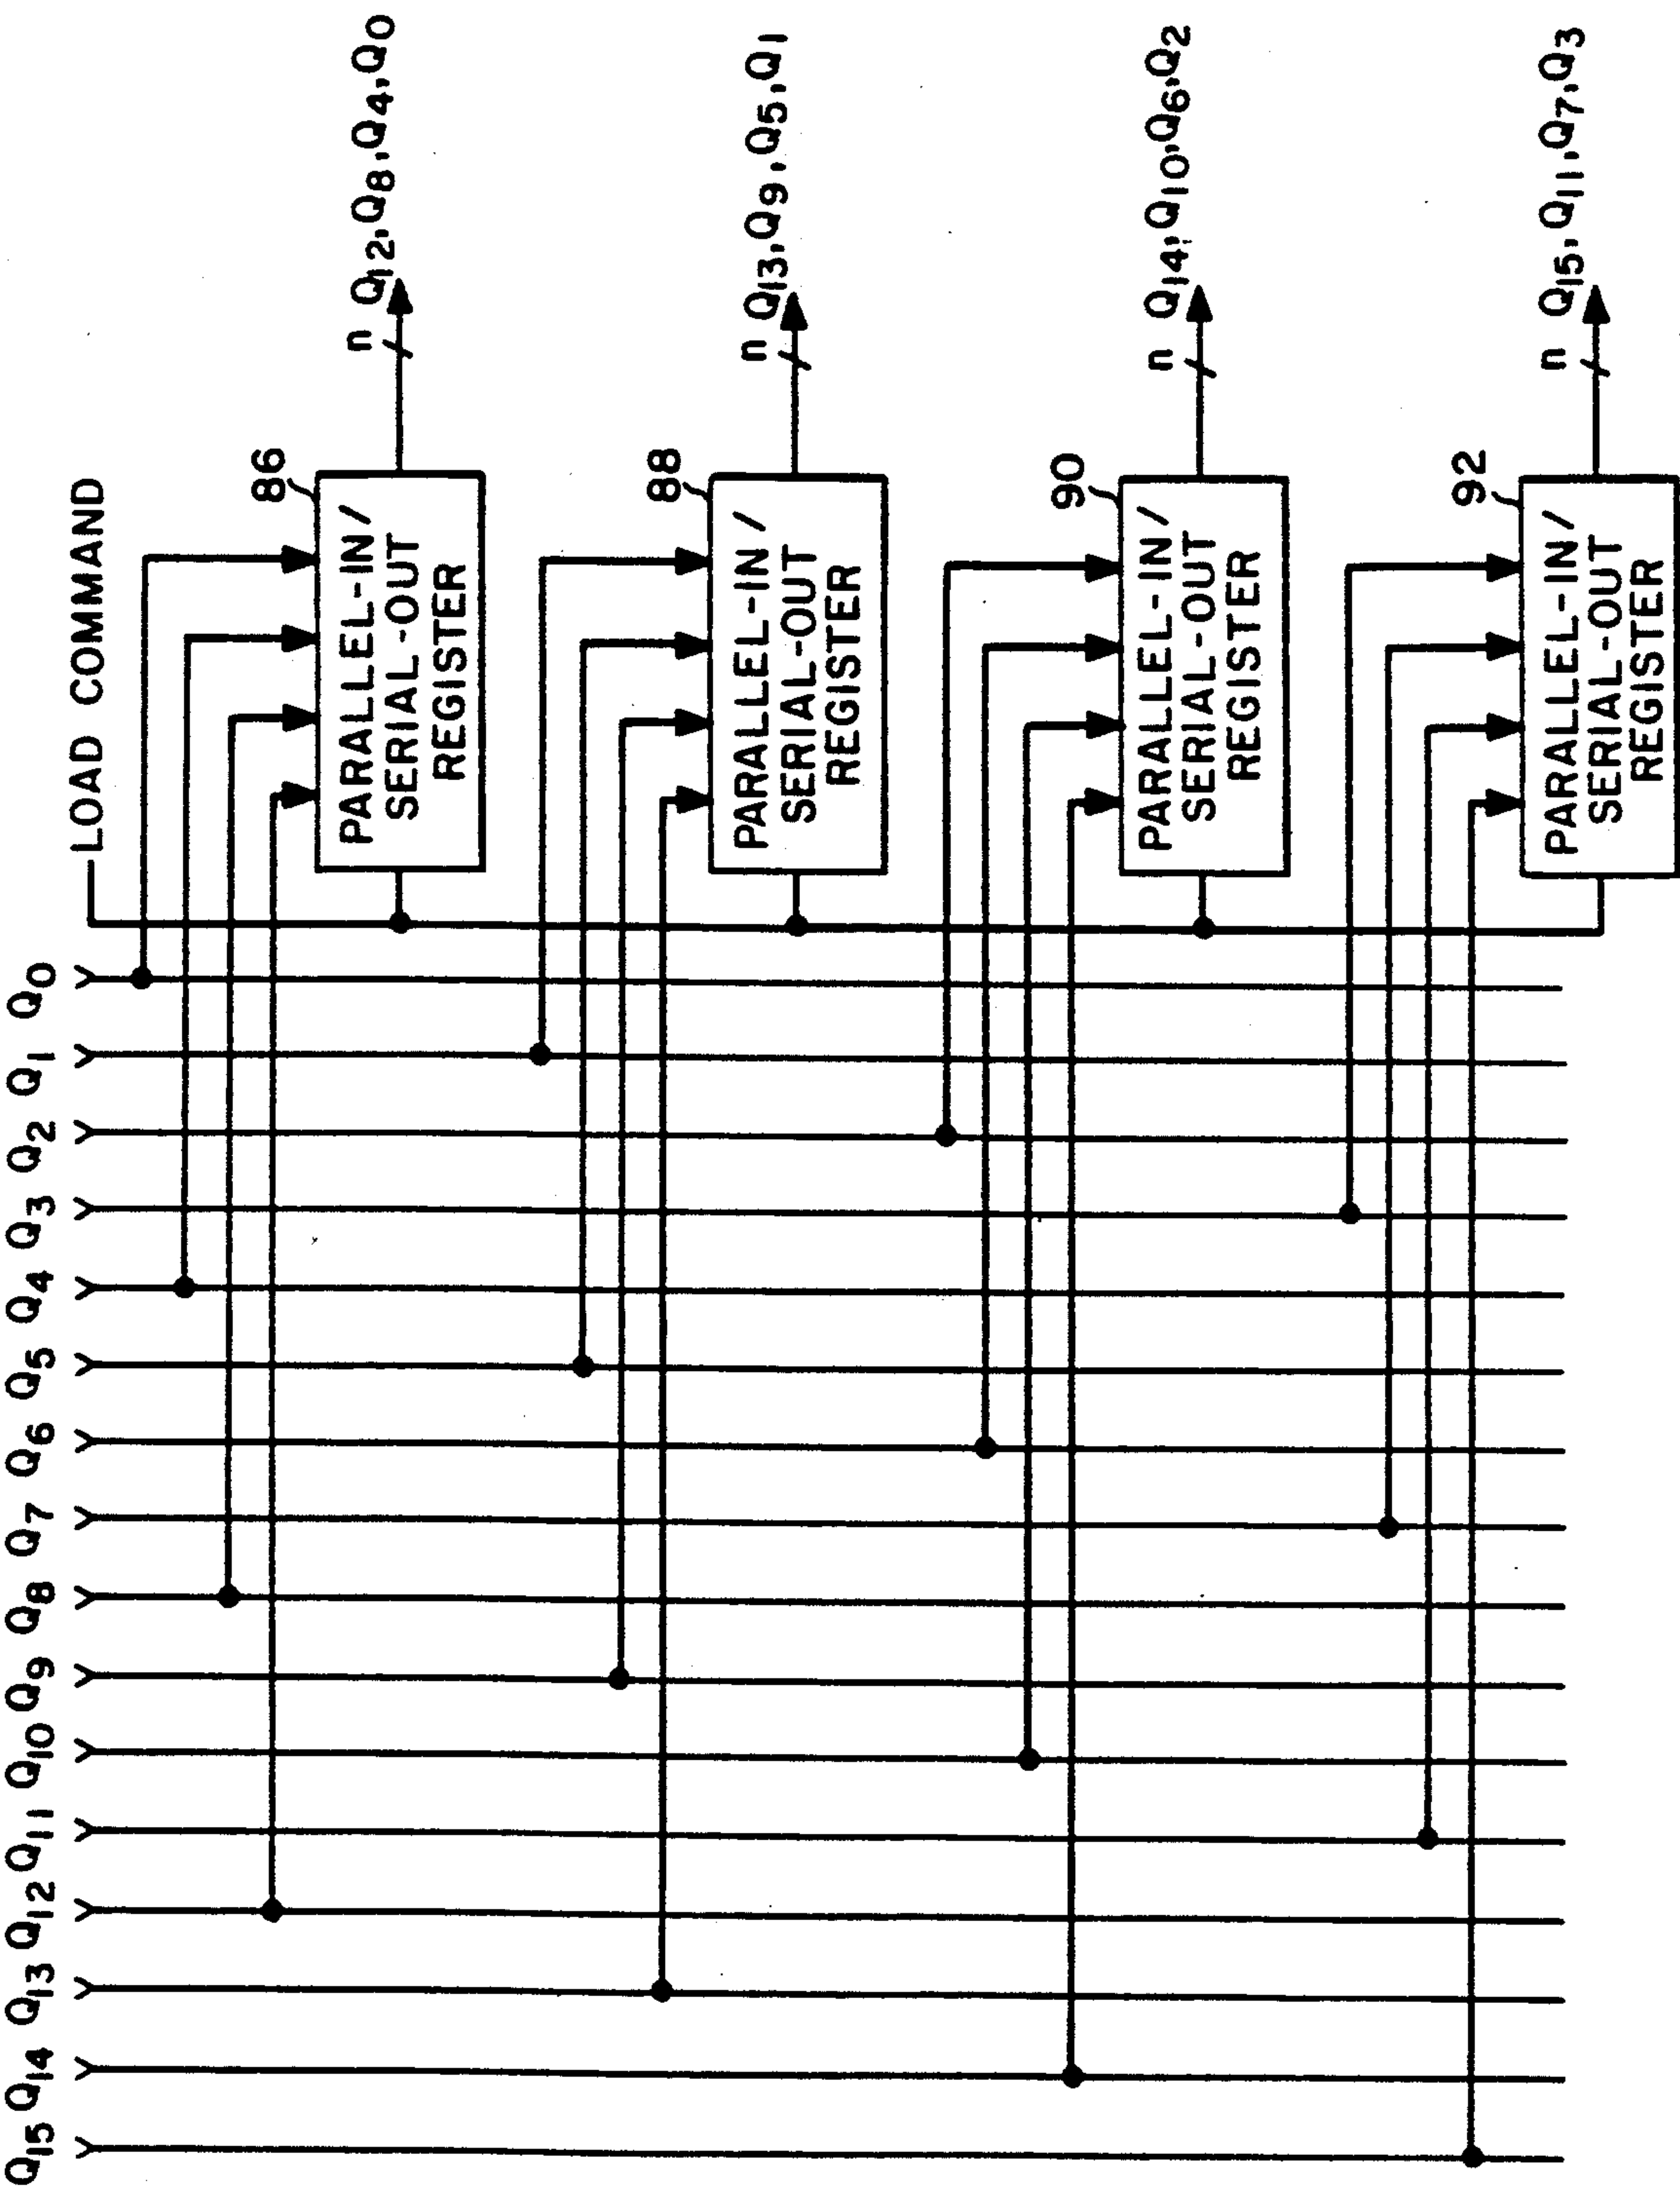 Q0
Q1
Q2
Q3
Q4
Q5
Q6
Q7
Q8
Q9
Q10
Q11
Q12
Q13
Q14
Q15
LOAD COMMAND
86
PARALLEL-IN/
SERIAL-OUT
REGISTER
n Q12, Q8, Q4, Q0
88
PARALLEL-IN/
SERIAL-OUT
REGISTER
n Q13, Q9, Q5, Q1
90
PARALLEL-IN/
SERIAL-OUT
REGISTER
n Q14, Q10, Q6, Q2
92
PARALLEL-IN/
SERIAL-OUT
REGISTER
n Q15, Q11, Q7, Q3